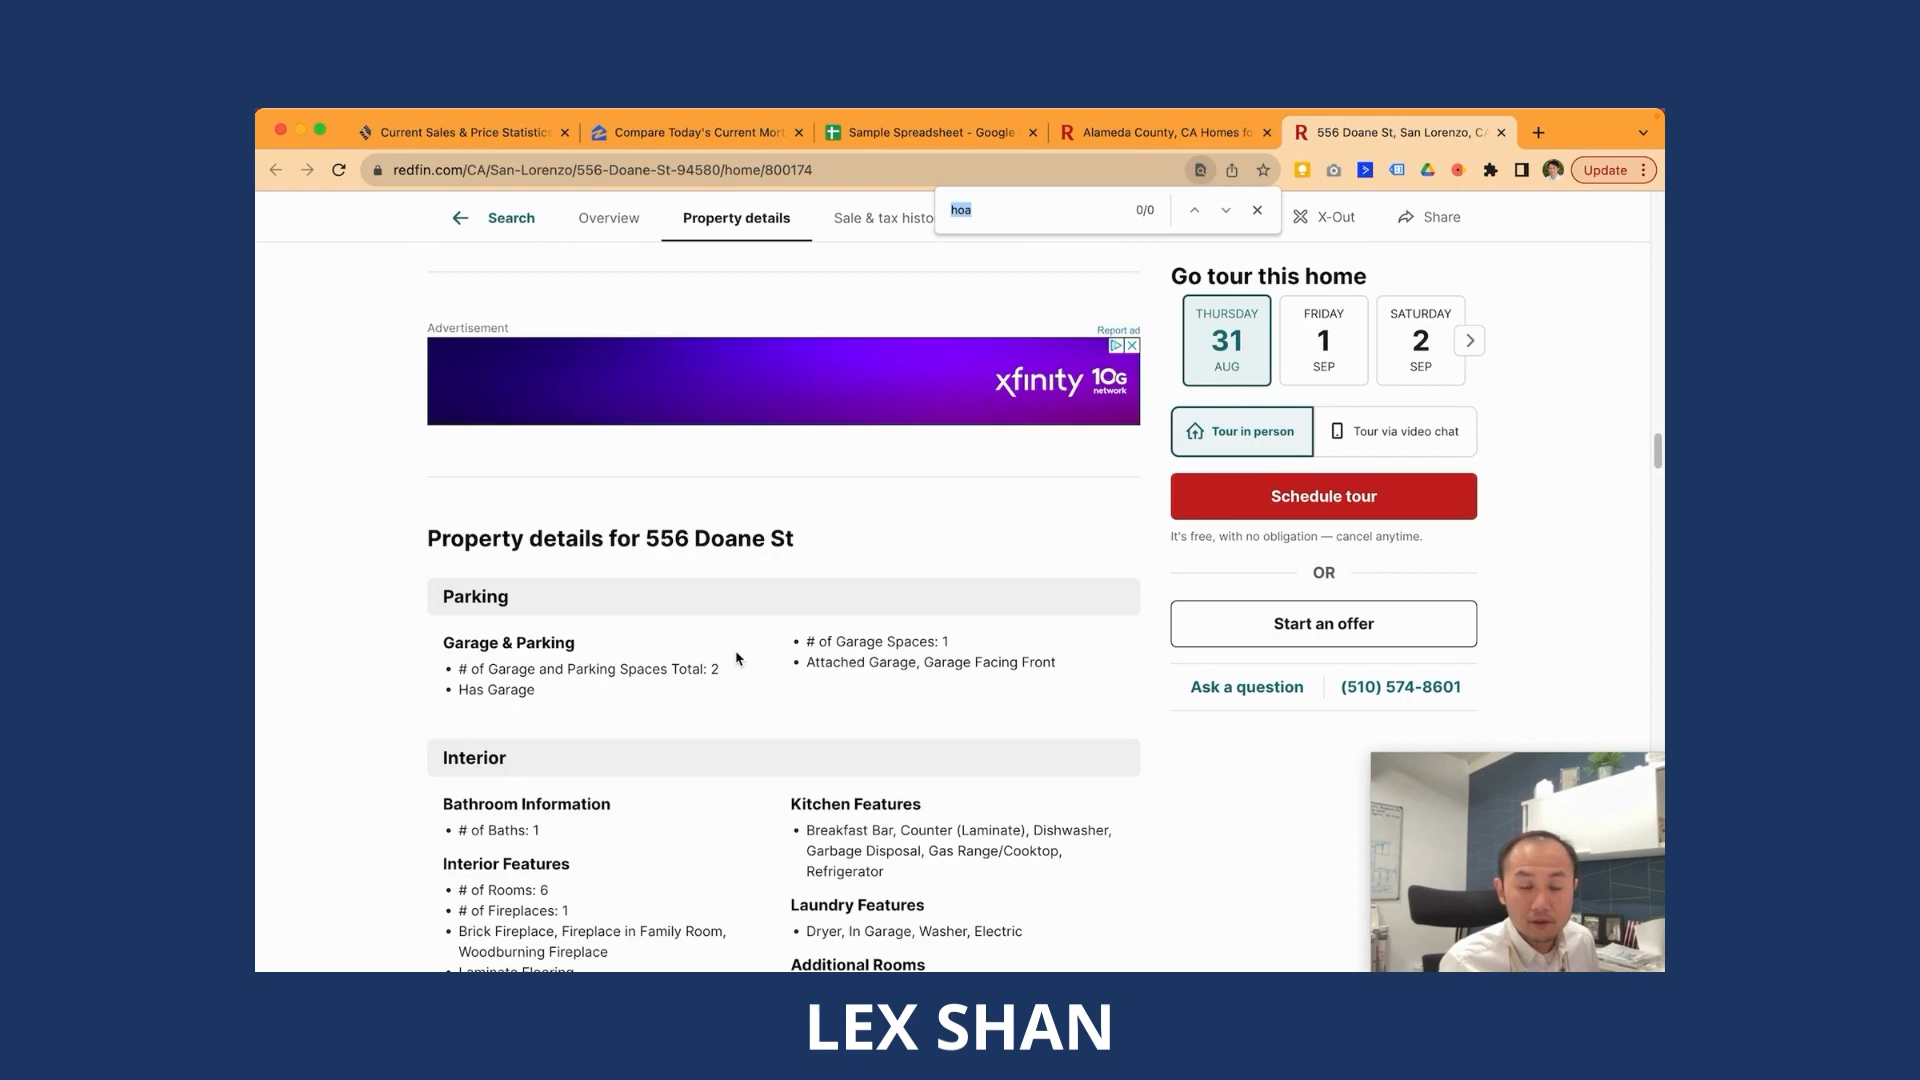 Current Sales & Price Statistics
Compare Today's Current Mort
Sample Spreadsheet - Google
Alameda County, CA Homes fo
556 Doane St, San Lorenzo, CA
redfin.com/CA/San-Lorenzo/556-Doane-St-94580/home/800174
Update
hoa
0/0
Search
Overview
Property details
Sale & tax histo
X-Out
Share
Advertisement
Report ad
xfinity 10G
network
Property details for 556 Doane St
Parking
Garage & Parking
• # of Garage and Parking Spaces Total: 2
• Has Garage
• # of Garage Spaces: 1
• Attached Garage, Garage Facing Front
Interior
Bathroom Information
• # of Baths: 1
Interior Features
• # of Rooms: 6
• # of Fireplaces: 1
• Brick Fireplace, Fireplace in Family Room,
Woodburning Fireplace
• Laminate Flooring
Kitchen Features
• Breakfast Bar, Counter (Laminate), Dishwasher,
Garbage Disposal, Gas Range/Cooktop,
Refrigerator
Laundry Features
• Dryer, In Garage, Washer, Electric
Additional Rooms
Go tour this home
THURSDAY
31
AUG
FRIDAY
1
SEP
SATURDAY
2
SEP
Tour in person
Tour via video chat
Schedule tour
It's free, with no obligation — cancel anytime.
OR
Start an offer
Ask a question
(510) 574-8601
LEX SHAN